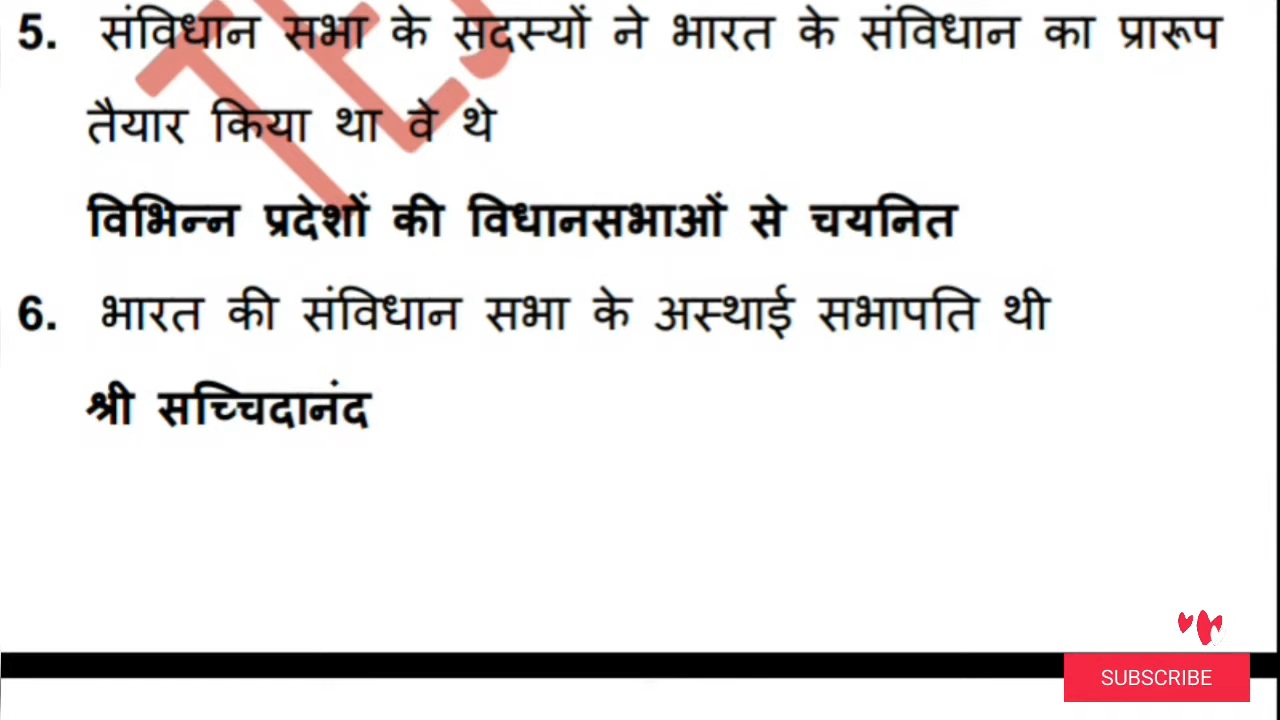 5. संविधान सभा के सदस्यों ने भारत के संविधान का प्रारूप
तैयार किया था वे थे
विभिन्न प्रदेशों की विधानसभाओं से चयनित
6. भारत की संविधान सभा के अस्थाई सभापति थी
श्री सच्चिदानंद
SUBSCRIBE